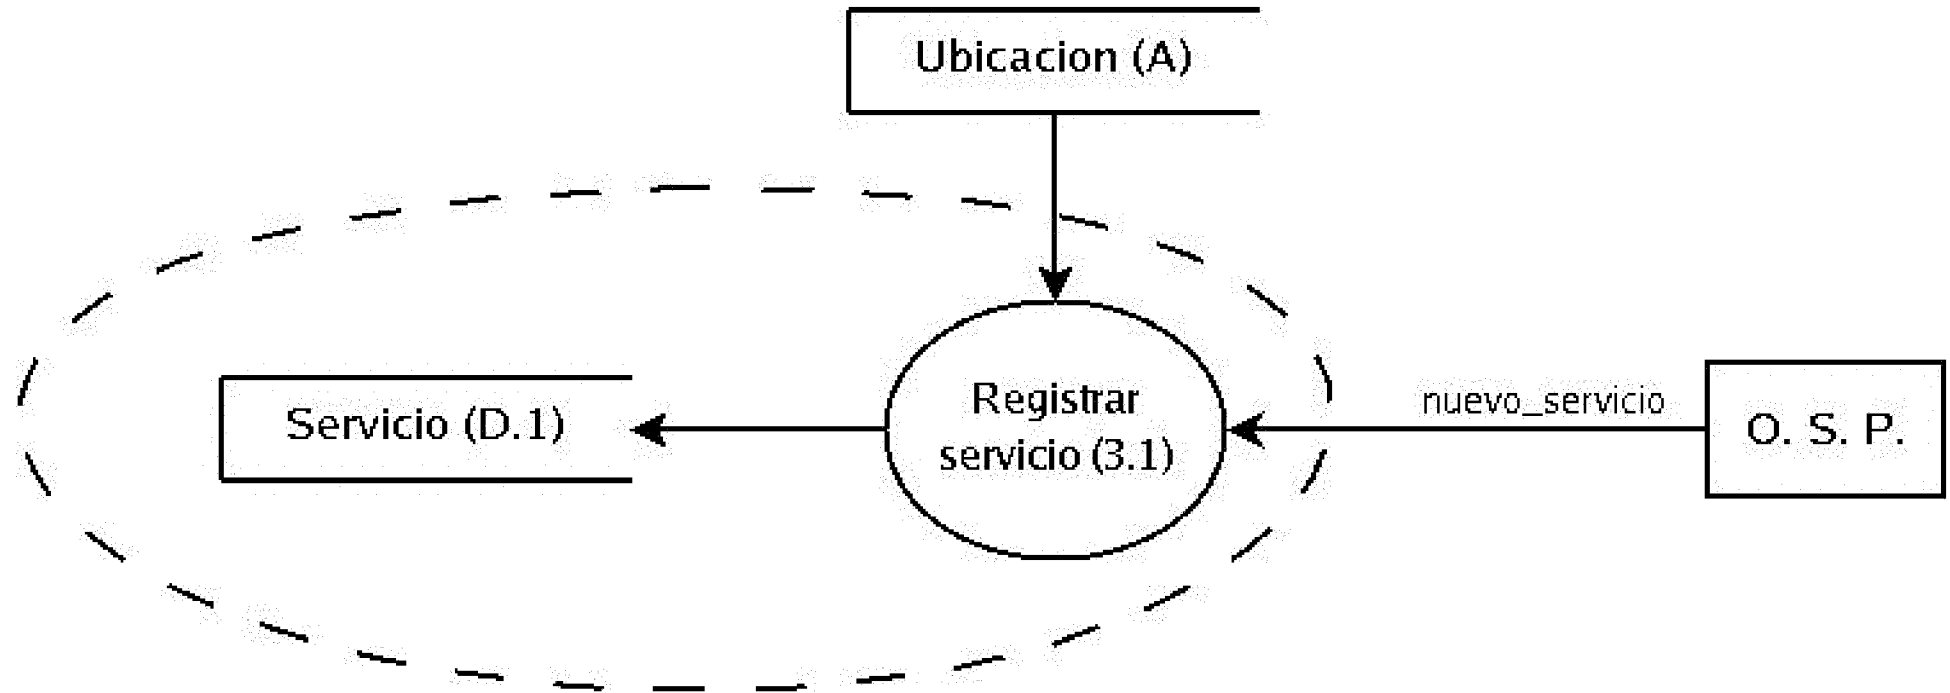 Ubicacion (A)
Servicio (D.1)
Registrar
servicio (3.1)
nuevo_servicio
O. S. P.